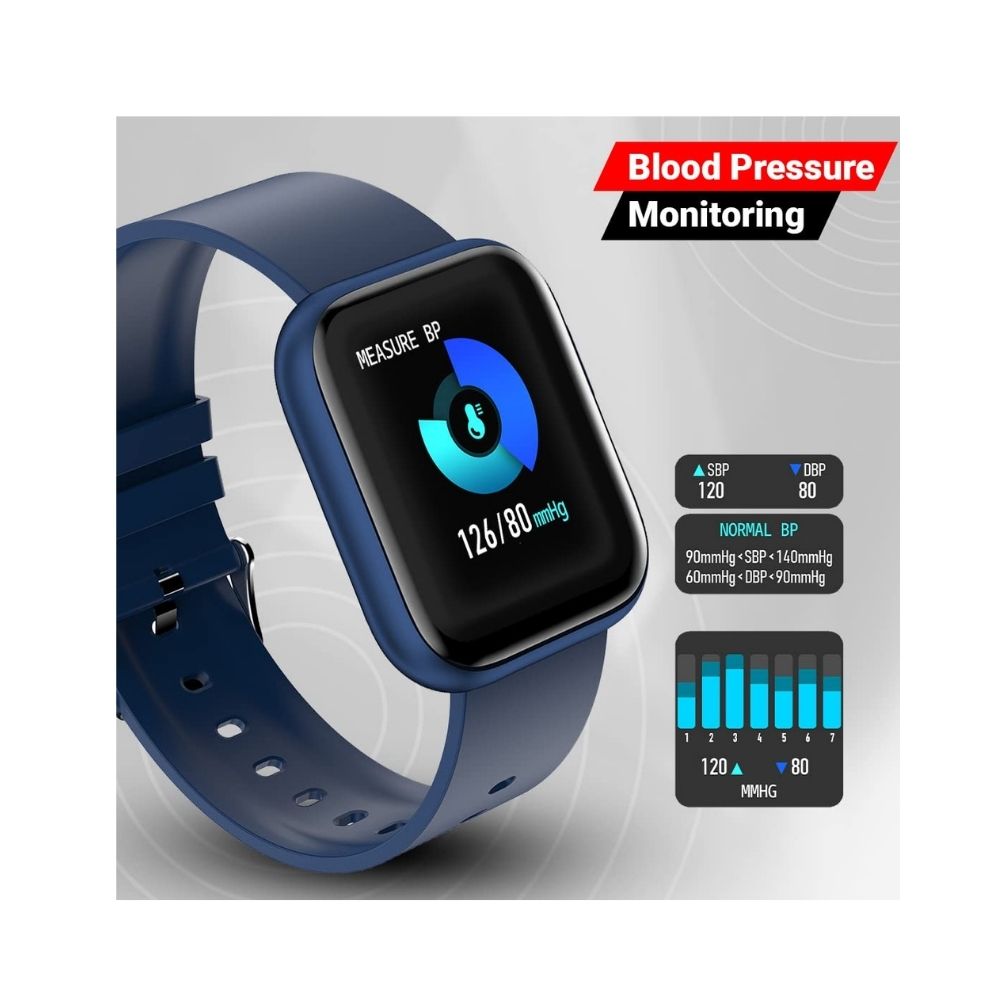 Blood Pressure
Monitoring
MEASURE BP
126/80 mmHg
▲ SBP ▼ DBP
120 80
NORMAL BP
90mmHg < SBP < 140mmHg
60mmHg < DBP < 90mmHg
1 2 3 4 5 6 7
120 ▲ ▼ 80
MMHG